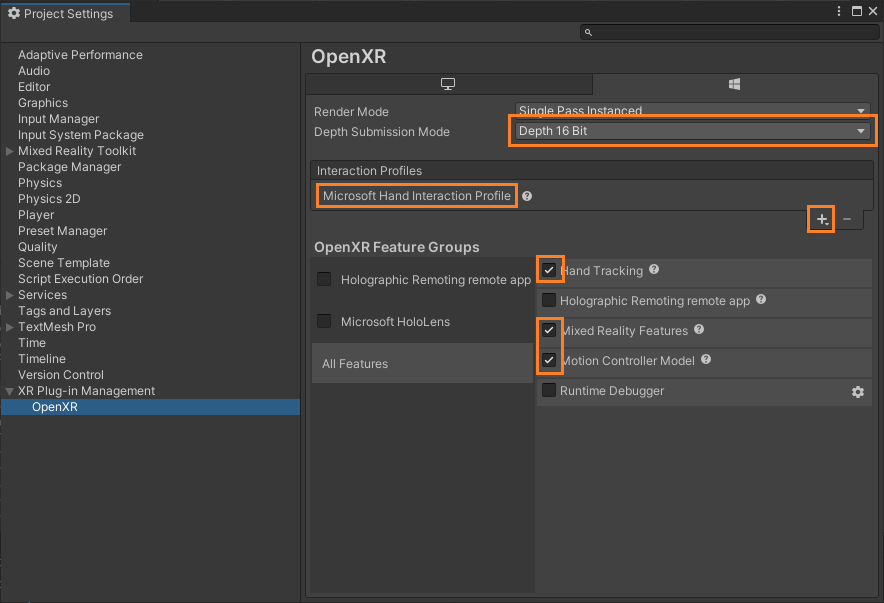 Project Settings
Adaptive Performance
Audio
Editor
Graphics
Input Manager
Input System Package
Mixed Reality Toolkit
Package Manager
Physics
Physics 2D
Player
Preset Manager
Quality
Scene Template
Script Execution Order
Services
Tags and Layers
TextMesh Pro
Time
Timeline
Version Control
XR Plug-in Management
OpenXR
OpenXR
Render Mode Single Pass Instanced
Depth Submission Mode Depth 16 Bit
Interaction Profiles
Microsoft Hand Interaction Profile
OpenXR Feature Groups
Holographic Remoting remote app
Microsoft HoloLens
All Features
Hand Tracking
Holographic Remoting remote app
Mixed Reality Features
Motion Controller Model
Runtime Debugger